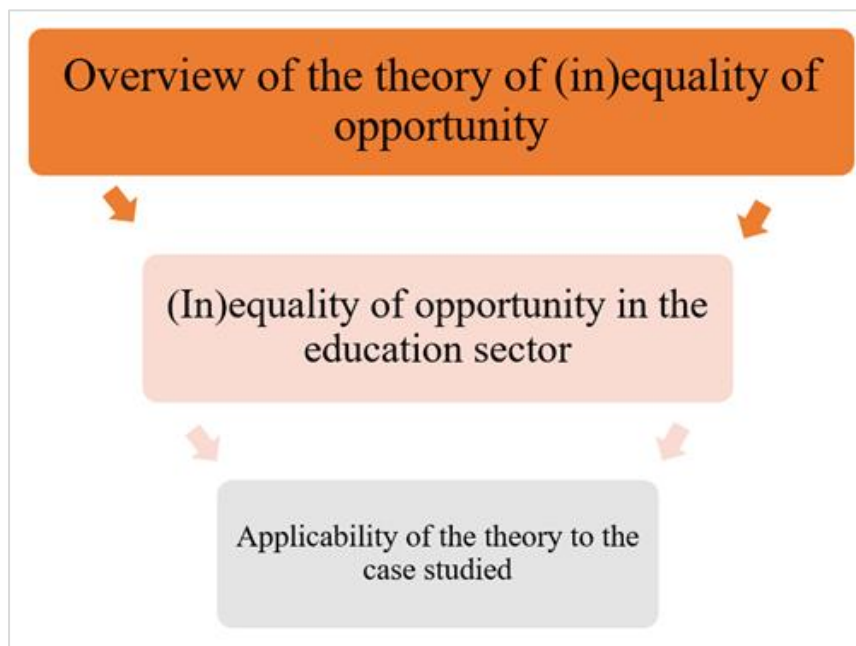 Overview of the theory of (in)equality of
opportunity
(In)equality of opportunity in the
education sector
Applicability of the theory to the
case studied